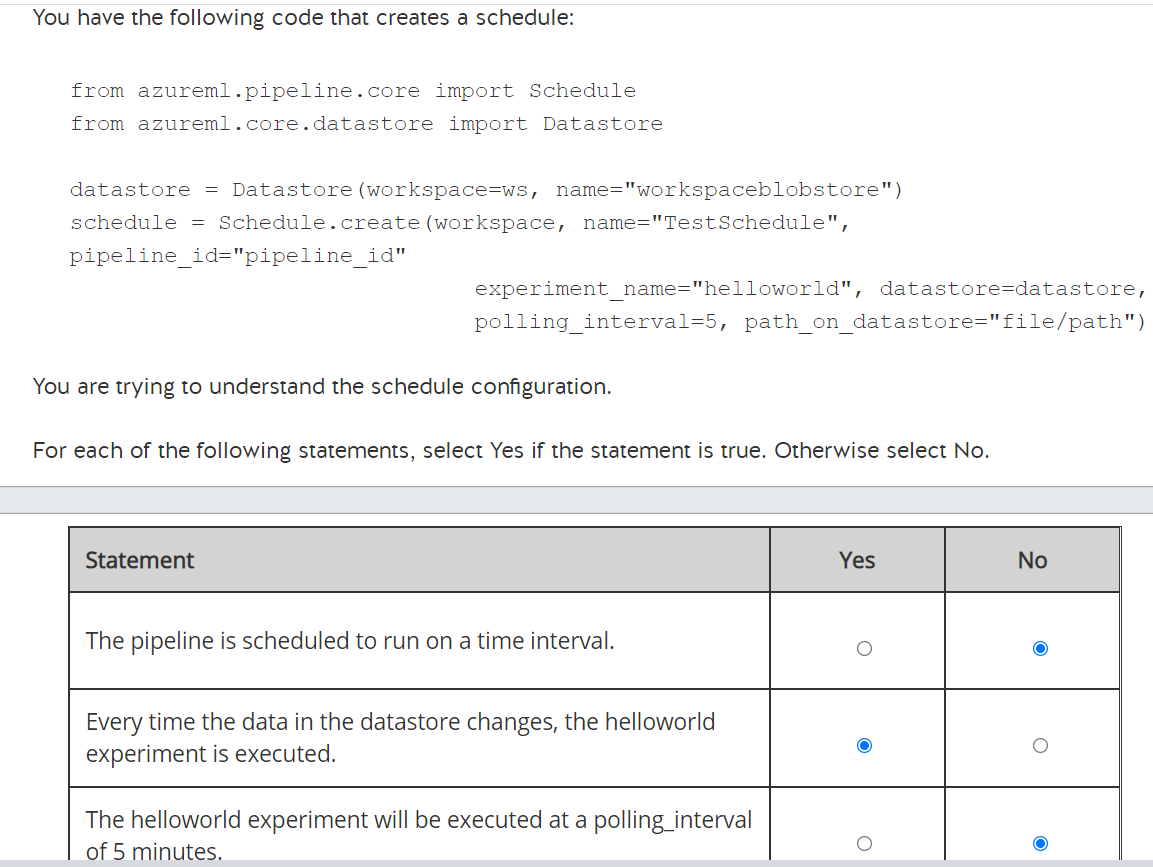 You have the following code that creates a schedule:
from azureml.pipeline.core import Schedule
from azureml.core.datastore import Datastore
datastore = Datastore(workspace=ws, name="workspaceblobstore")
schedule = Schedule.create(workspace, name="TestSchedule",
pipeline_id="pipeline_id"
experiment_name="helloworld", datastore=datastore,
polling_interval=5, path_on_datastore="file/path")
You are trying to understand the schedule configuration.
For each of the following statements, select Yes if the statement is true. Otherwise select No.
Statement Yes No
The pipeline is scheduled to run on a time interval.
Every time the data in the datastore changes, the helloworld
experiment is executed.
The helloworld experiment will be executed at a polling_interval
of 5 minutes.